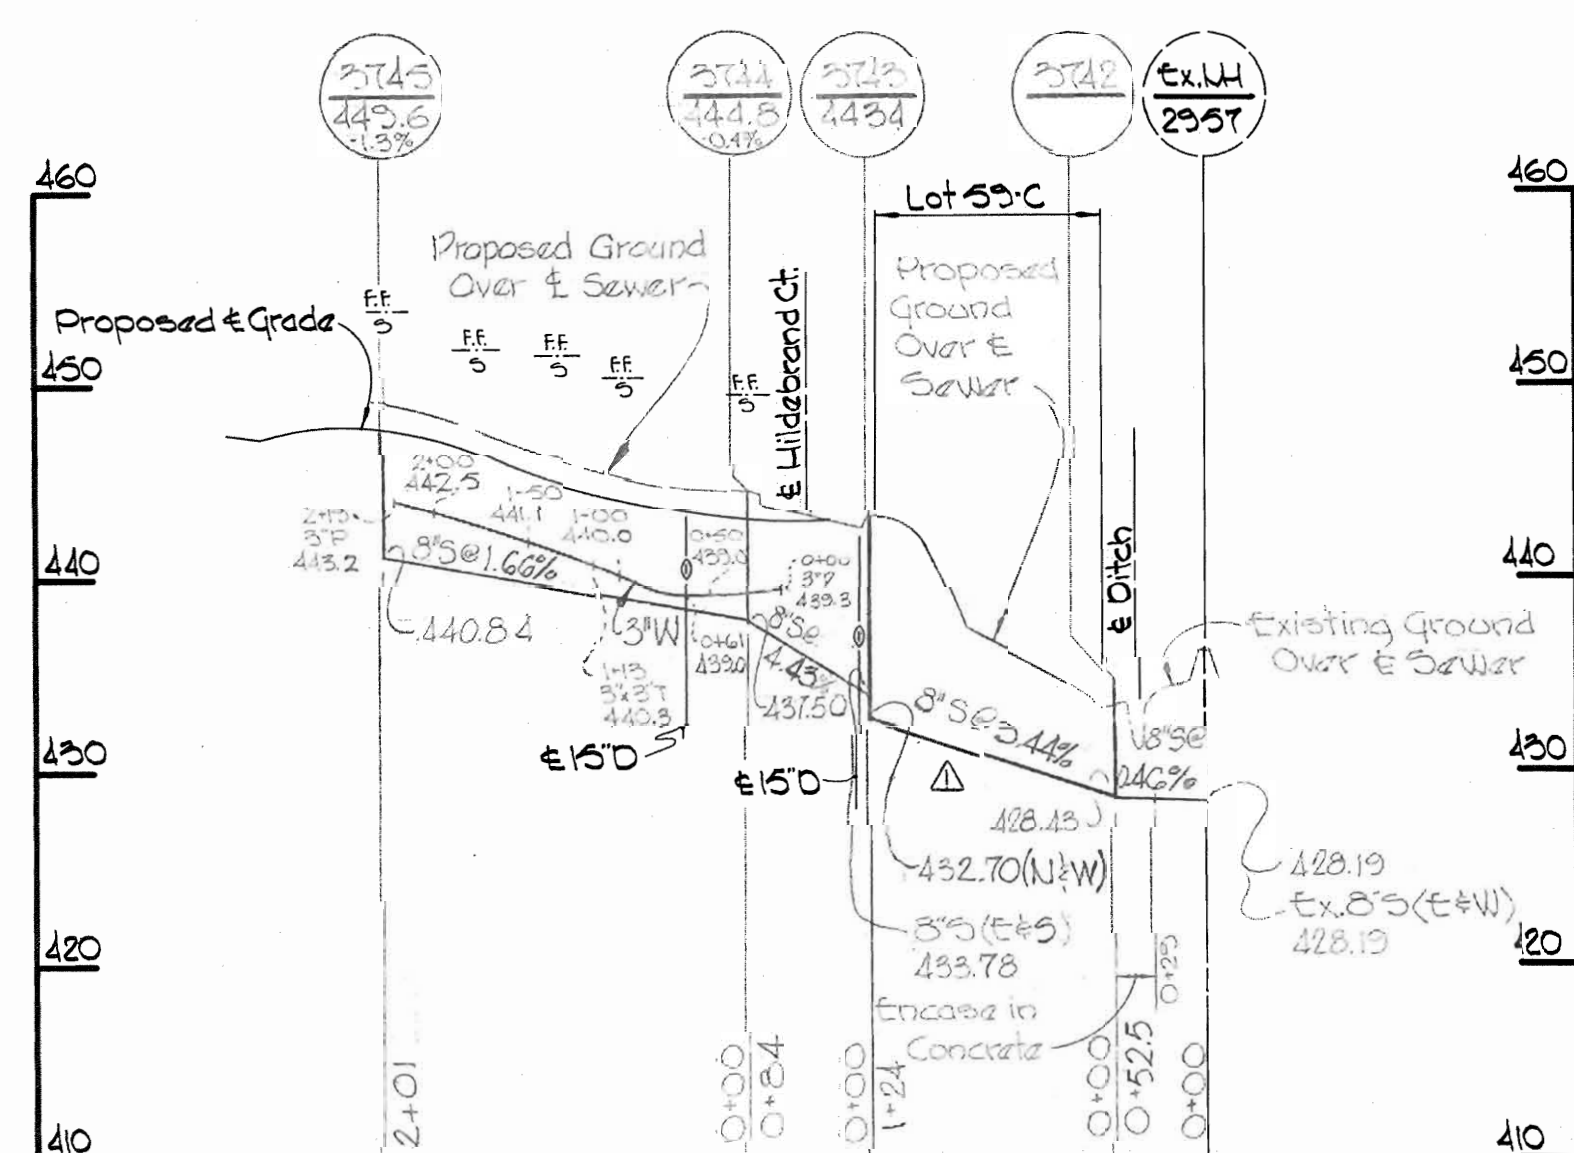 3745
449.6
-1.3%
3744
444.8
-0.4%
3743
443.4
3742
Ex.MH
2957
460
460
Lot 59-C
Proposed Ground
Over ℄ Sewer
Proposed
Ground
Over ℄
Sewer
℄ Hildebrand Ct.
Proposed ℄ Grade
F.F.
S
F.F.
S
F.F.
S
F.F.
S
F.F.
S
450
450
2+00
442.5
1+50
441.1
1+00
440.0
0+50
439.0
3"P
443.2
8"S@1.66%
0+00
3"P
439.3
440
440
440.84
3"W
0+61
439.0
1+13
3"x3"T
440.3
8"S@
4.43%
437.50
℄ Ditch
Existing Ground
Over ℄ Sewer
8"S@3.44%
8"S@
0.46%
430
430
℄15"D
℄15"D
428.43
432.70(N&W)
428.19
Ex.8"S(E&W)
428.19
8"S(E&S)
433.78
420
420
0+29
Encase in
Concrete
2+01
0+00
0+84
0+00
1+24
0+00
0+52.5
0+00
410
410